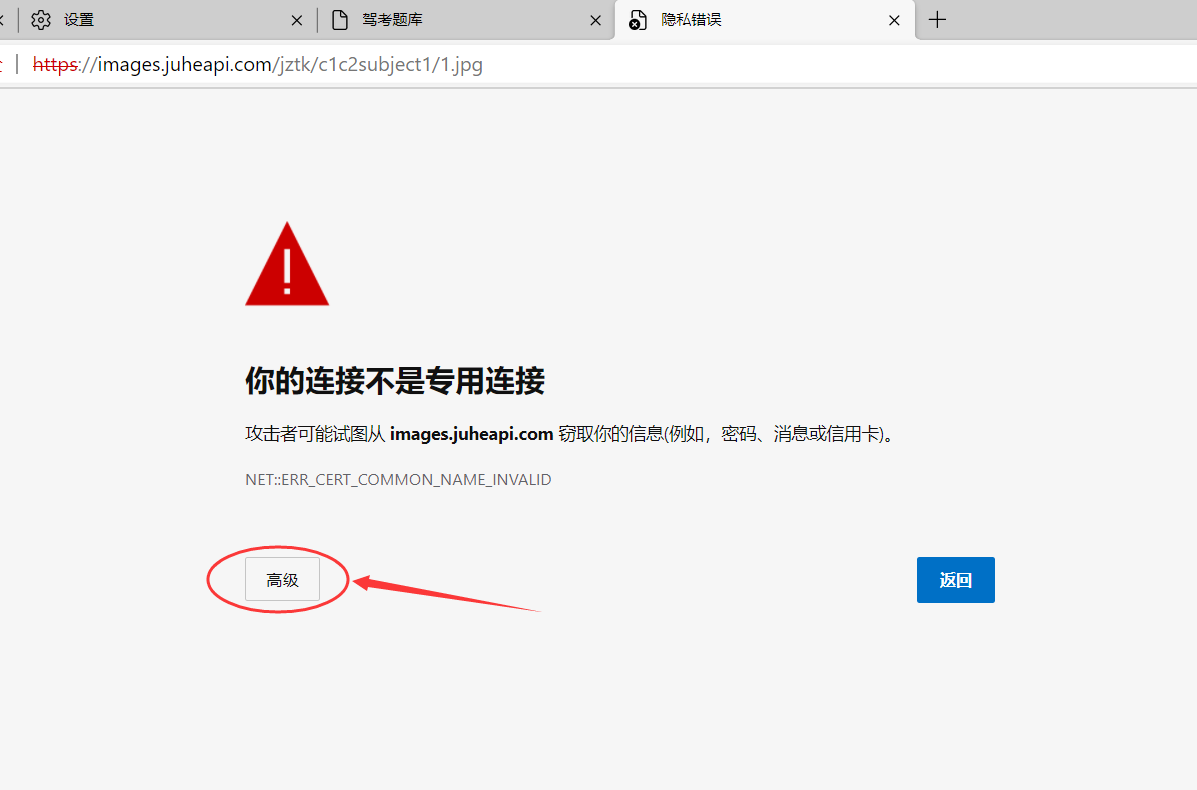 设置
驾考题库
隐私错误
https://images.juheapi.com/jztk/c1c2subject1/1.jpg
你的连接不是专用连接
攻击者可能试图从 images.juheapi.com 窃取你的信息(例如，密码、消息或信用卡)。
NET::ERR_CERT_COMMON_NAME_INVALID
高级
返回